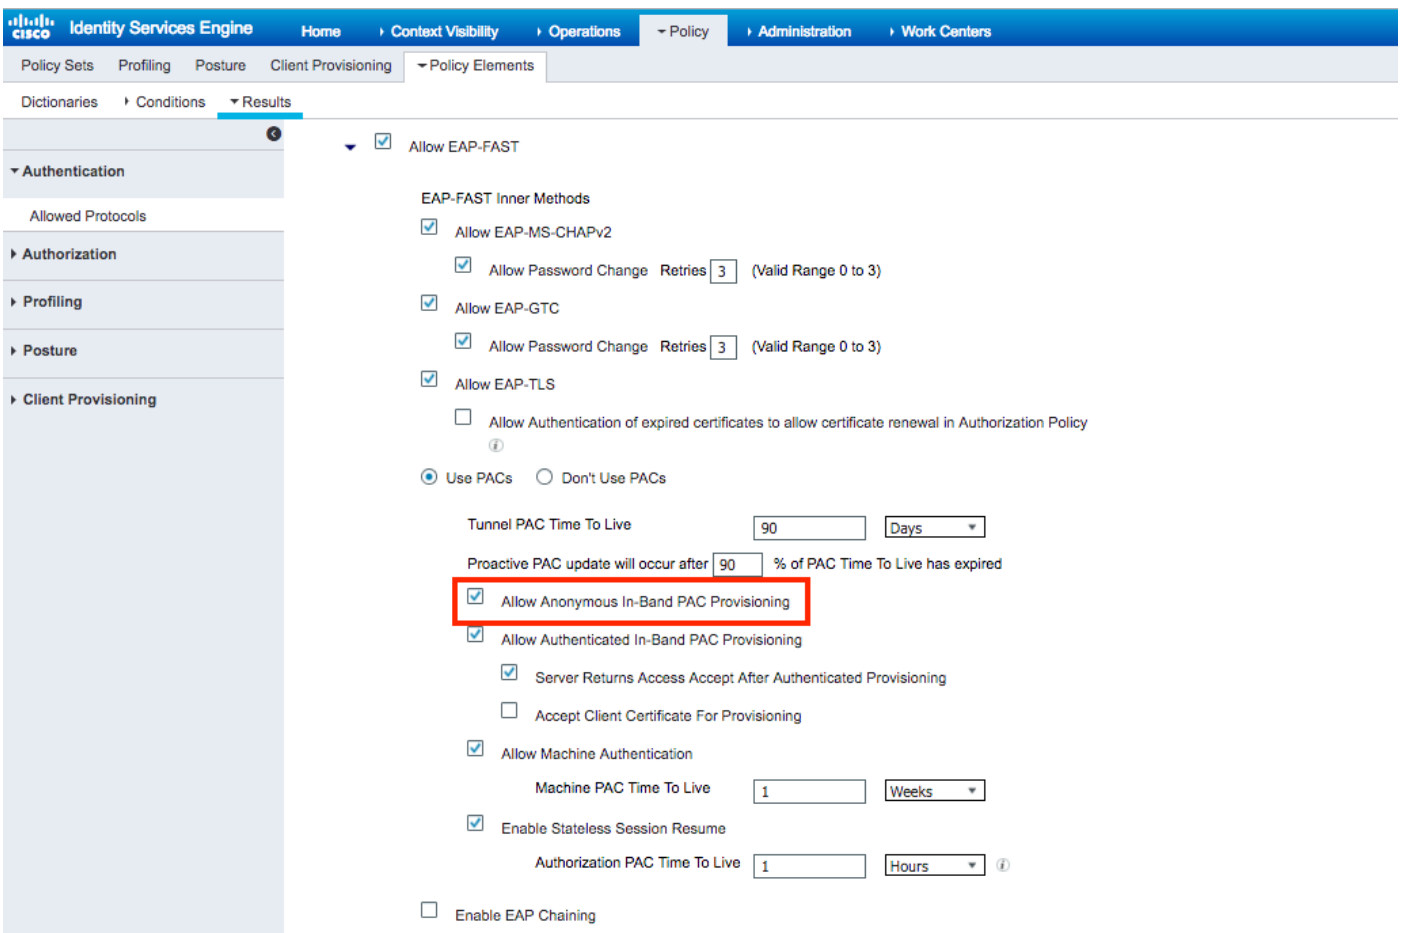 cisco Identity Services Engine Home Context Visibility Operations Policy Administration Work Centers
Policy Sets Profiling Posture Client Provisioning Policy Elements
Dictionaries Conditions Results
Authentication
Allowed Protocols
Authorization
Profiling
Posture
Client Provisioning
Allow EAP-FAST
EAP-FAST Inner Methods
Allow EAP-MS-CHAPv2
Allow Password Change Retries 3 (Valid Range 0 to 3)
Allow EAP-GTC
Allow Password Change Retries 3 (Valid Range 0 to 3)
Allow EAP-TLS
Allow Authentication of expired certificates to allow certificate renewal in Authorization Policy
i
Use PACs Don't Use PACs
Tunnel PAC Time To Live 90 Days
Proactive PAC update will occur after 90 % of PAC Time To Live has expired
Allow Anonymous In-Band PAC Provisioning
Allow Authenticated In-Band PAC Provisioning
Server Returns Access Accept After Authenticated Provisioning
Accept Client Certificate For Provisioning
Allow Machine Authentication
Machine PAC Time To Live 1 Weeks
Enable Stateless Session Resume
Authorization PAC Time To Live 1 Hours i
Enable EAP Chaining